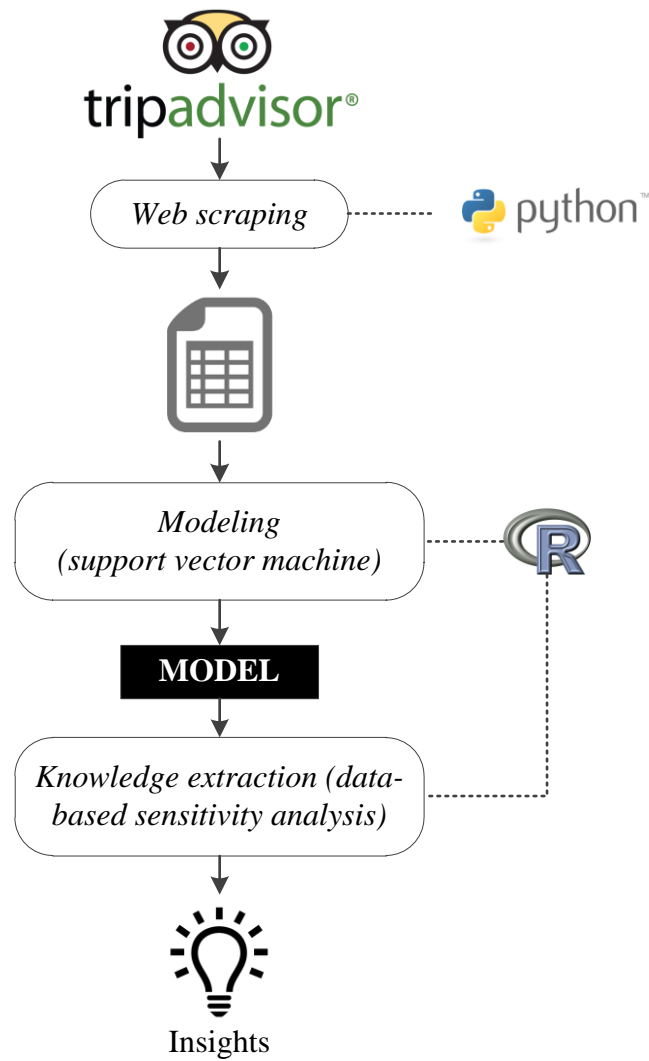 tripadvisor®
Web scraping
python™
Modeling
(support vector machine)
R
MODEL
Knowledge extraction (data-
based sensitivity analysis)
Insights